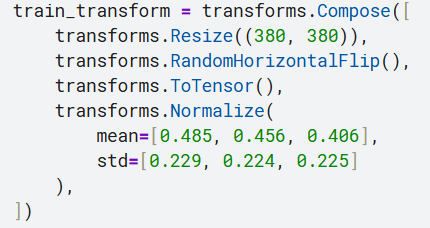 train_transform = transforms.Compose([
    transforms.Resize((380, 380)),
    transforms.RandomHorizontalFlip(),
    transforms.ToTensor(),
    transforms.Normalize(
        mean=[0.485, 0.456, 0.406],
        std=[0.229, 0.224, 0.225]
    ),
])